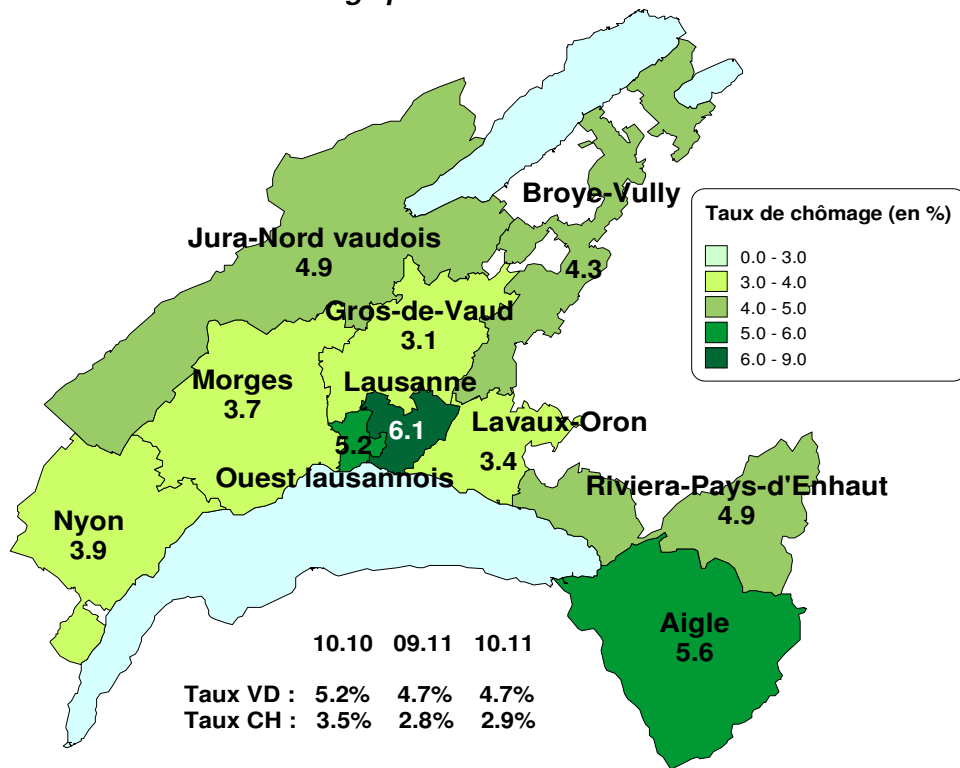 Broye-Vully
4.3
Jura-Nord vaudois
4.9
Gros-de-Vaud
3.1
Morges
3.7
Lausanne
6.1
5.2
Ouest lausannois
Lavaux-Oron
3.4
Riviera-Pays-d'Enhaut
4.9
Nyon
3.9
Aigle
5.6
Taux de chômage (en %)
0.0 - 3.0
3.0 - 4.0
4.0 - 5.0
5.0 - 6.0
6.0 - 9.0
10.10 09.11 10.11
Taux VD : 5.2% 4.7% 4.7%
Taux CH : 3.5% 2.8% 2.9%